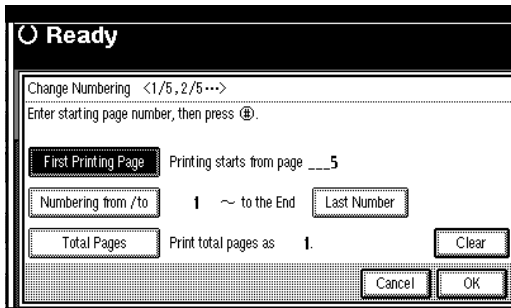 Ready
Change Numbering <1/5,2/5···>
Enter starting page number, then press ⌗.
First Printing Page Printing starts from page ___5
Numbering from /to 1 ~ to the End Last Number
Total Pages Print total pages as 1. Clear
Cancel OK